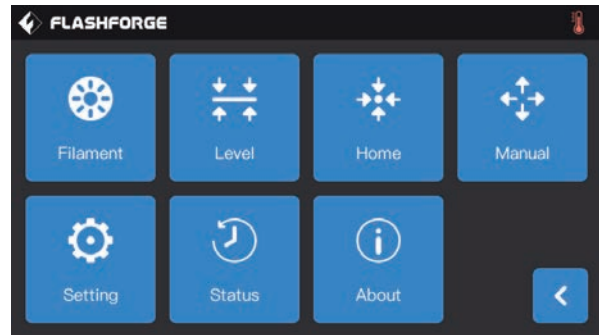 FLASHFORGE
Filament
Level
Home
Manual
Setting
Status
About